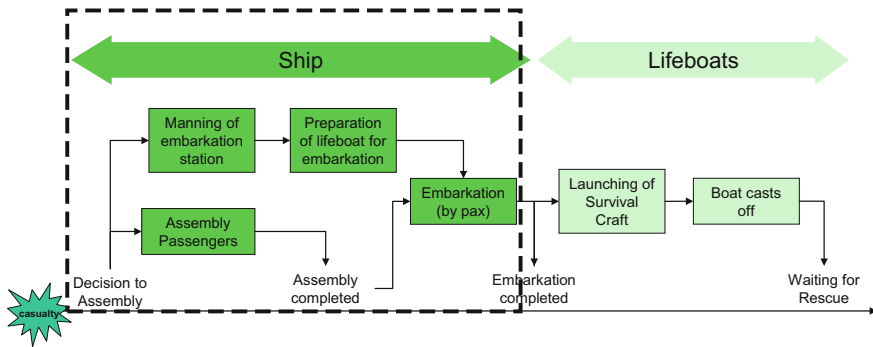 Ship
Lifeboats
Manning of
embarkation
station
Preparation
of lifeboat for
embarkation
Embarkation
(by pax)
Launching of
Survival
Craft
Boat casts
off
Assembly
Passengers
Decision to
Assembly
Assembly
completed
Embarkation
completed
Waiting for
Rescue
casualty